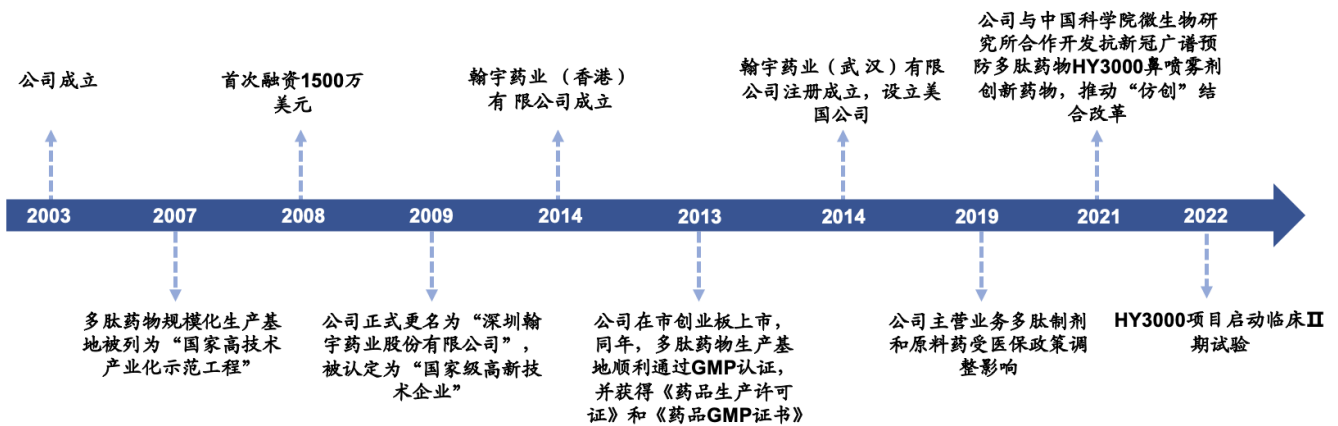 公司成立
首次融资1500万
美元
翰宇药业 （香港）
有 限公司成立
翰宇药业（武 汉）有限
公司注册成立，设立美
国公司
公司与中国科学院微生物研
究所合作开发抗新冠广谱预
防多肽药物HY3000鼻喷雾剂
创新药物，推动“仿创”结
合改革
2003 2007 2008 2009 2014 2013 2014 2019 2021 2022
多肽药物规模化生产基
地被列为“国家高技术
产业化示范工程”
公司正式更名为“深圳翰
宇药业股份有限公司”，
被认定为“国家级高新技
术企业”
公司在市创业板上市，
同年，多肽药物生产基
地顺利通过GMP认证，
并获得《药品生产许可
证》和《药品GMP证书》
公司主营业务多肽制剂
和原料药受医保政策调
整影响
HY3000项目启动临床Ⅱ
期试验